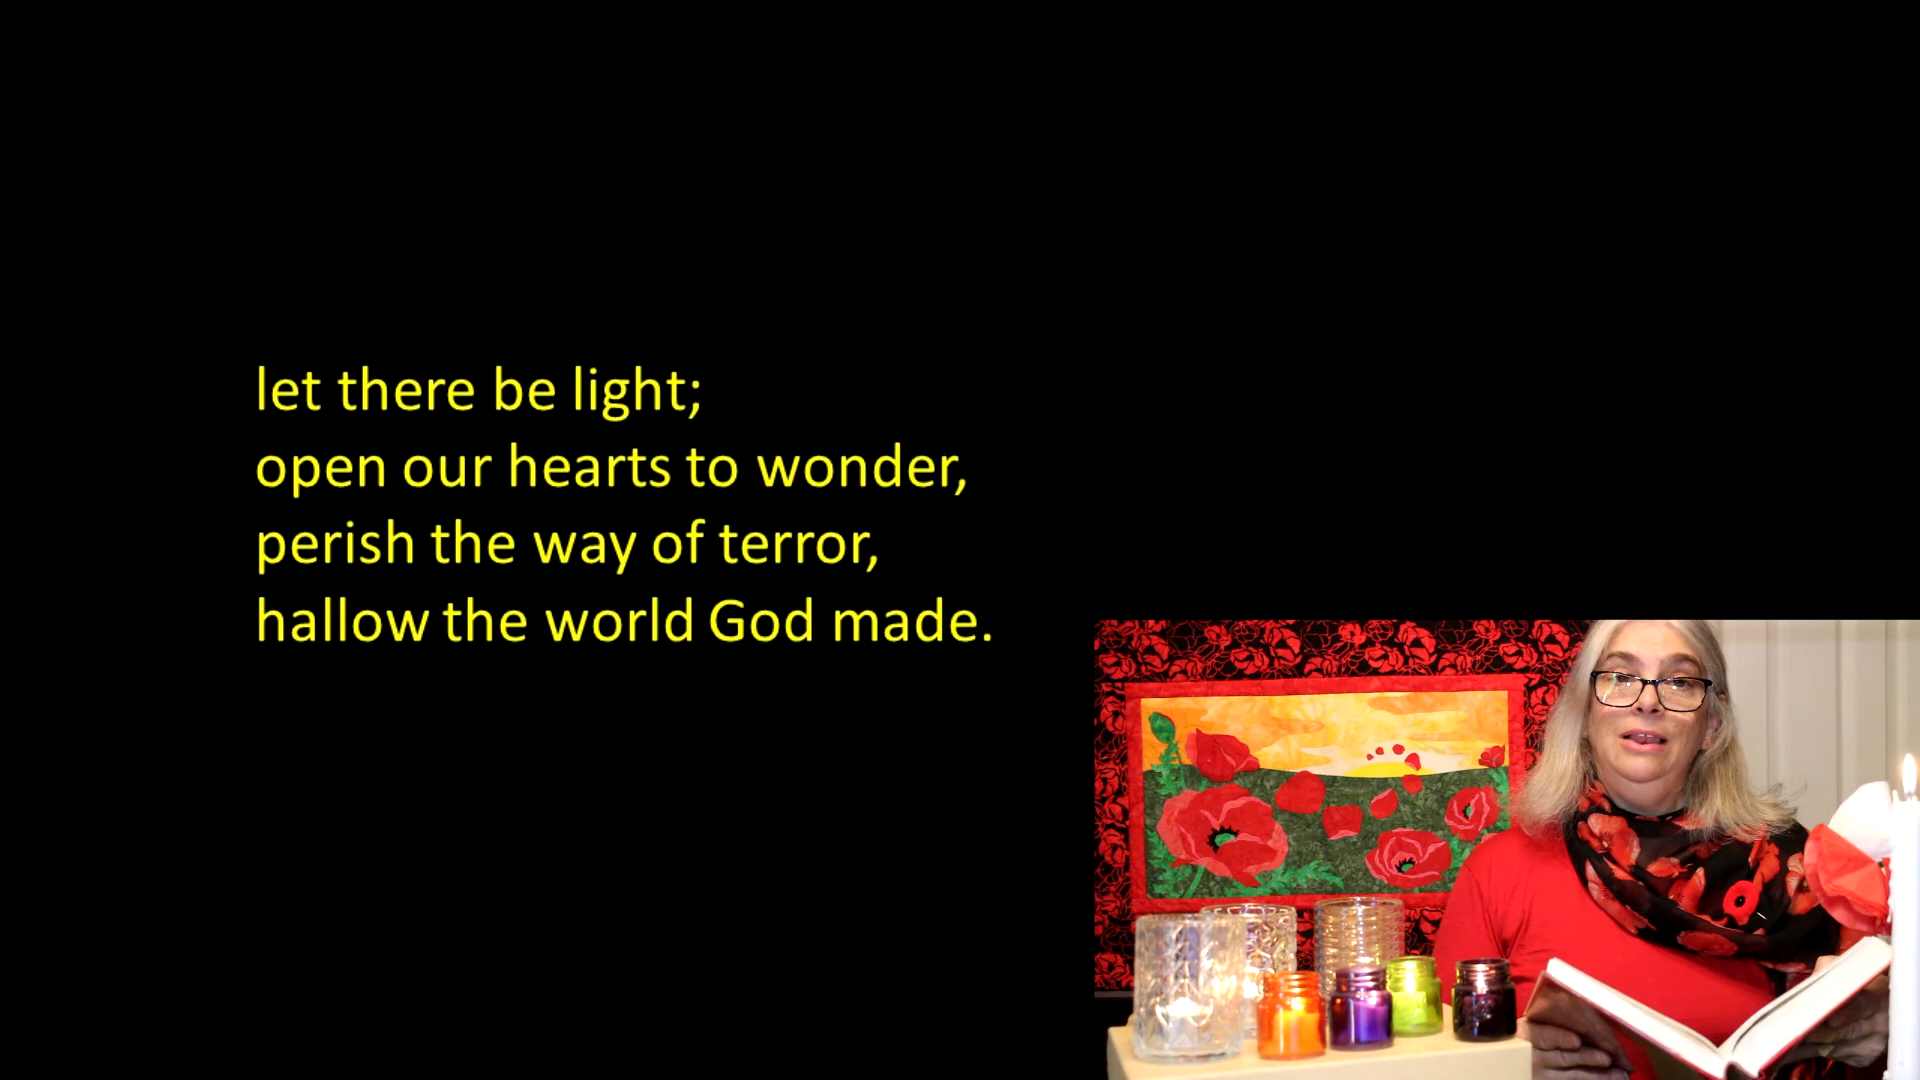 let there be light;
open our hearts to wonder,
perish the way of terror,
hallow the world God made.